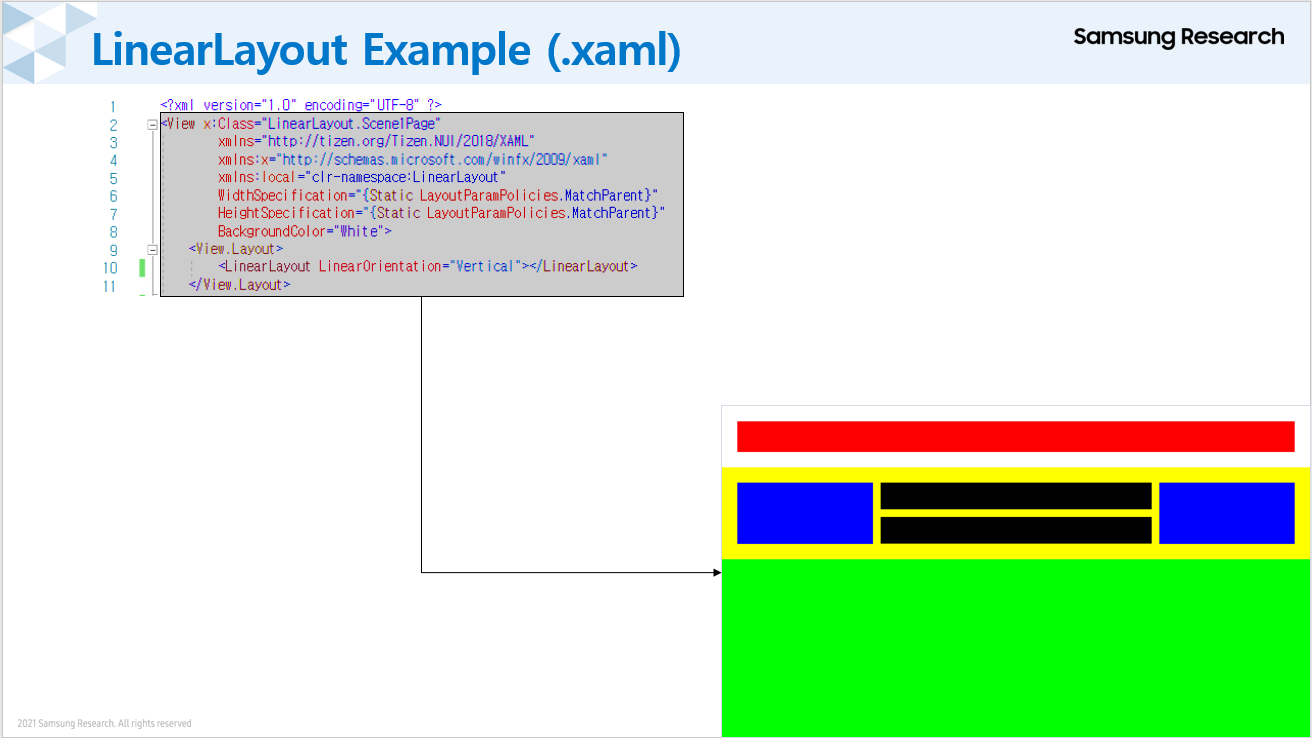 LinearLayout Example (.xaml)
Samsung Research
1 <?xml version="1.0" encoding="UTF-8" ?>
2 <View x:Class="LinearLayout.Scene1Page"
3 xmlns="http://tizen.org/Tizen.NUI/2018/XAML"
4 xmlns:x="http://schemas.microsoft.com/winfx/2009/xaml"
5 xmlns:local="clr-namespace:LinearLayout"
6 WidthSpecification="{Static LayoutParamPolicies.MatchParent}"
7 HeightSpecification="{Static LayoutParamPolicies.MatchParent}"
8 BackgroundColor="White">
9 <View.Layout>
10 <LinearLayout LinearOrientation="Vertical"></LinearLayout>
11 </View.Layout>
2021 Samsung Research. All rights reserved